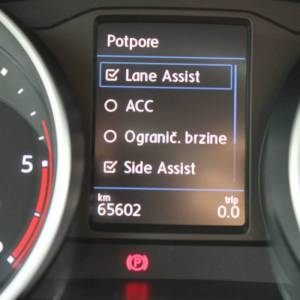 Potpore
Lane Assist
ACC
Ogranič. brzine
Side Assist
km
trip
65602
0.0
5
P